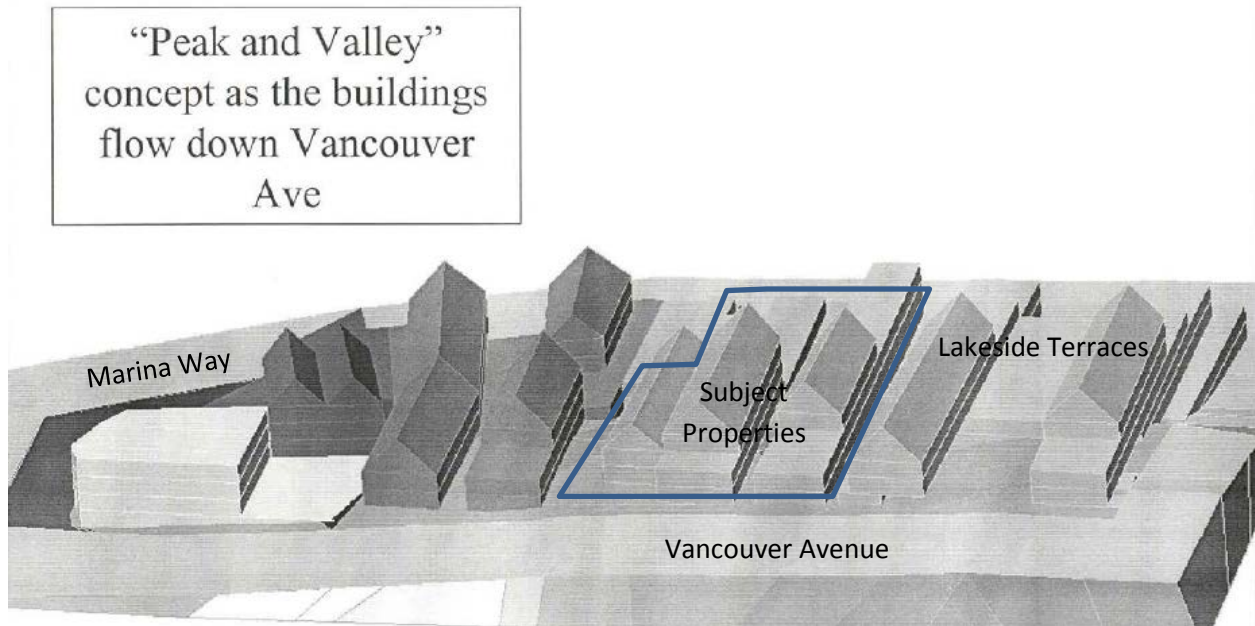 “Peak and Valley”
concept as the buildings
flow down Vancouver
Ave
Marina Way
Lakeside Terraces
Subject
Properties
Vancouver Avenue